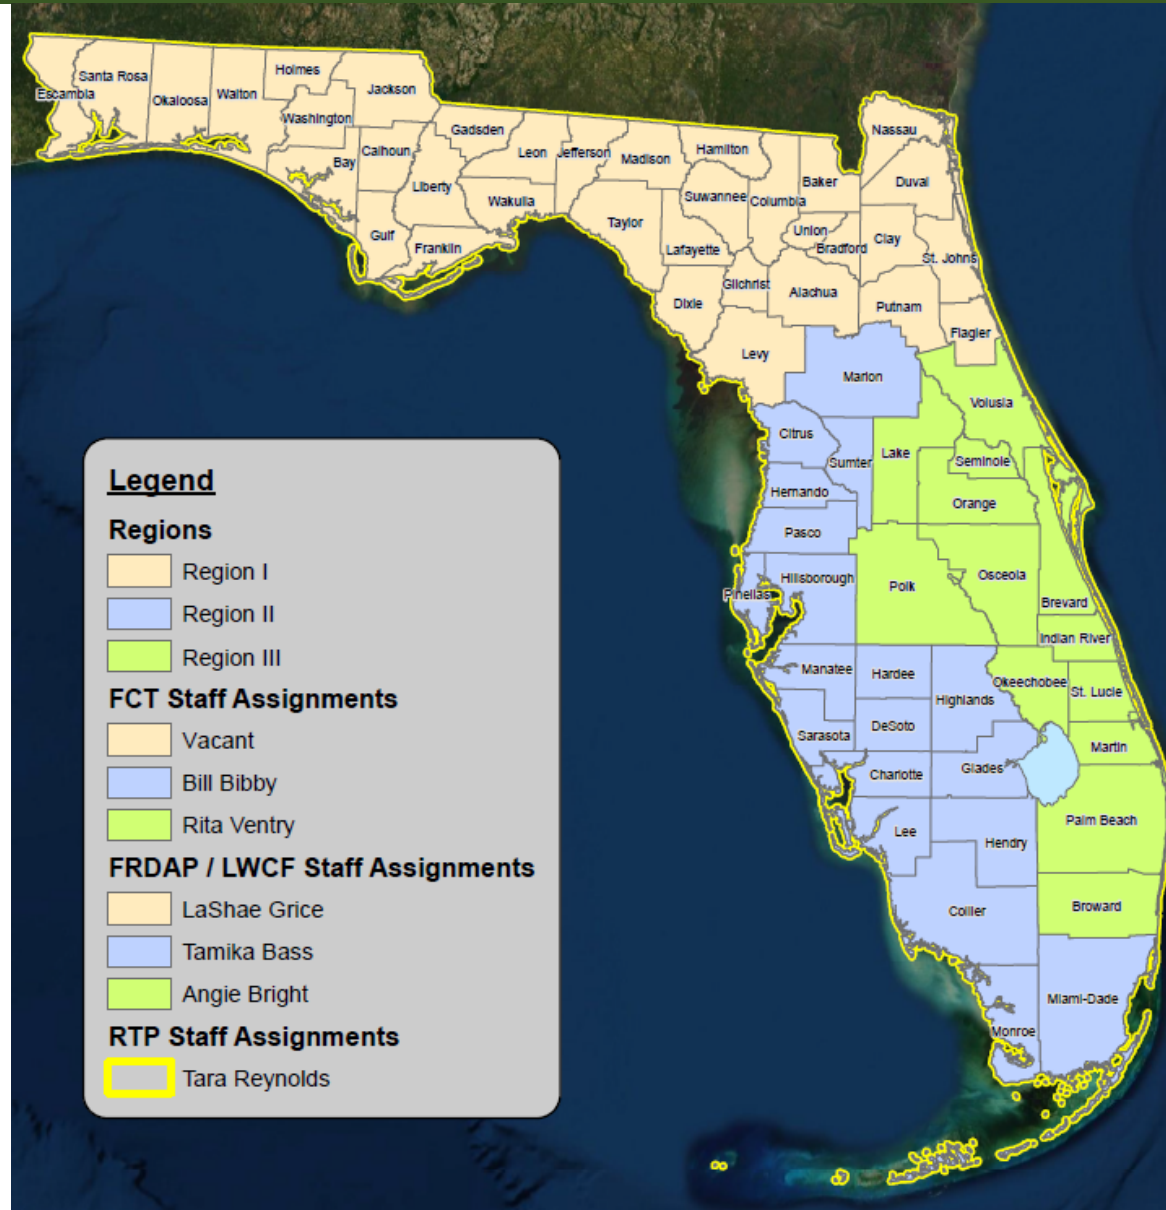 Holmes
Santa Rosa
Jackson
Escambia
Okaloosa
Walton
Washington
Gadsden
Nassau
Bay
Calhoun
Leon
Jefferson
Madison
Hamilton
Liberty
Wakulla
Suwannee
Columbia
Baker
Duval
Gulf
Franklin
Taylor
Lafayette
Union
Bradford
Clay
St. Johns
Dixie
Gilchrist
Alachua
Putnam
Flagler
Levy
Marion
Volusia
Citrus
Sumter
Lake
Seminole
Hernando
Orange
Pasco
Hillsborough
Pinellas
Polk
Osceola
Brevard
Indian River
Manatee
Hardee
Highlands
Okeechobee
St. Lucie
Sarasota
DeSoto
Martin
Charlotte
Glades
Lee
Hendry
Palm Beach
Collier
Broward
Miami-Dade
Monroe
Legend
Regions
Region I
Region II
Region III
FCT Staff Assignments
Vacant
Bill Bibby
Rita Ventry
FRDAP / LWCF Staff Assignments
LaShae Grice
Tamika Bass
Angie Bright
RTP Staff Assignments
Tara Reynolds